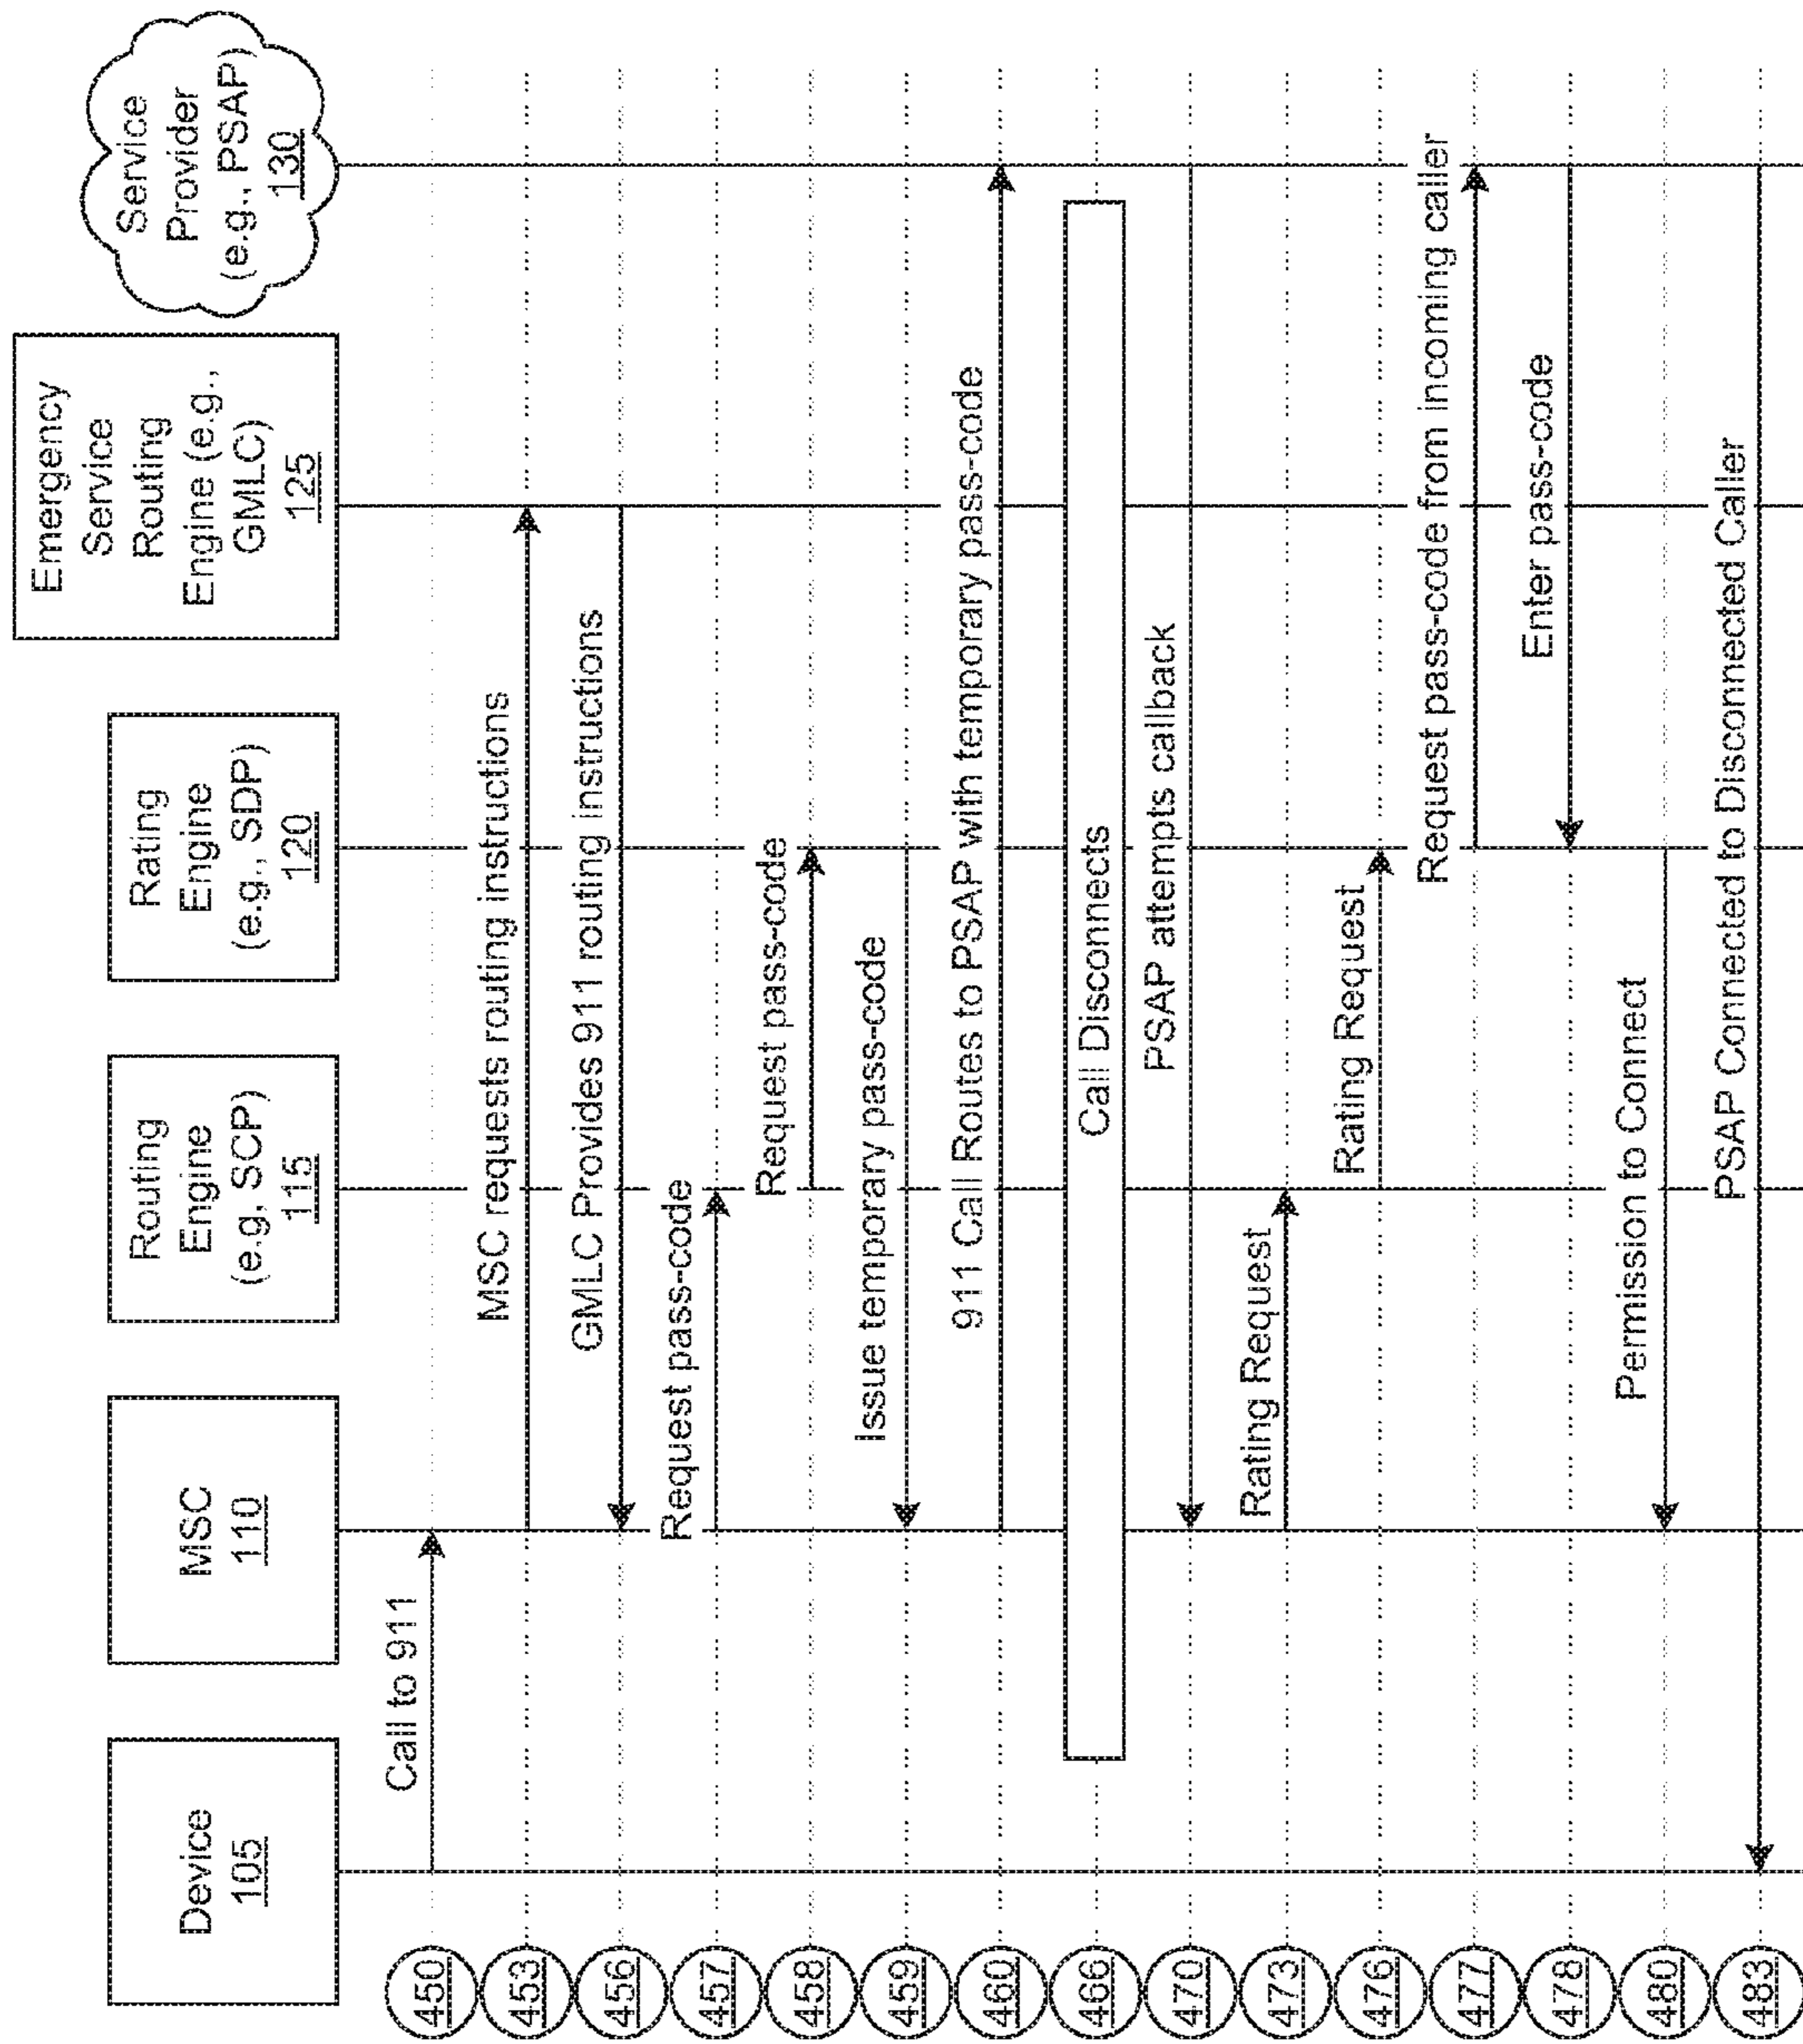 Device
105
MSC
110
Routing
Engine
(e.g, SCP)
115
Rating
Engine
(e.g., SDP)
120
Emergency
Service
Routing
Engine (e.g.,
GMLC)
125
Service
Provider
(e.g., PSAP)
130
450
Call to 911
453
MSC requests routing instructions
456
GMLC Provides 911 routing instructions
457
Request pass-code
458
Request pass-code
459
Issue temporary pass-code
460
911 Call Routes to PSAP with temporary pass-code
466
Call Disconnects
470
PSAP attempts callback
473
Rating Request
476
Rating Request
477
Request pass-code from incoming caller
478
Enter pass-code
480
Permission to Connect
483
PSAP Connected to Disconnected Caller